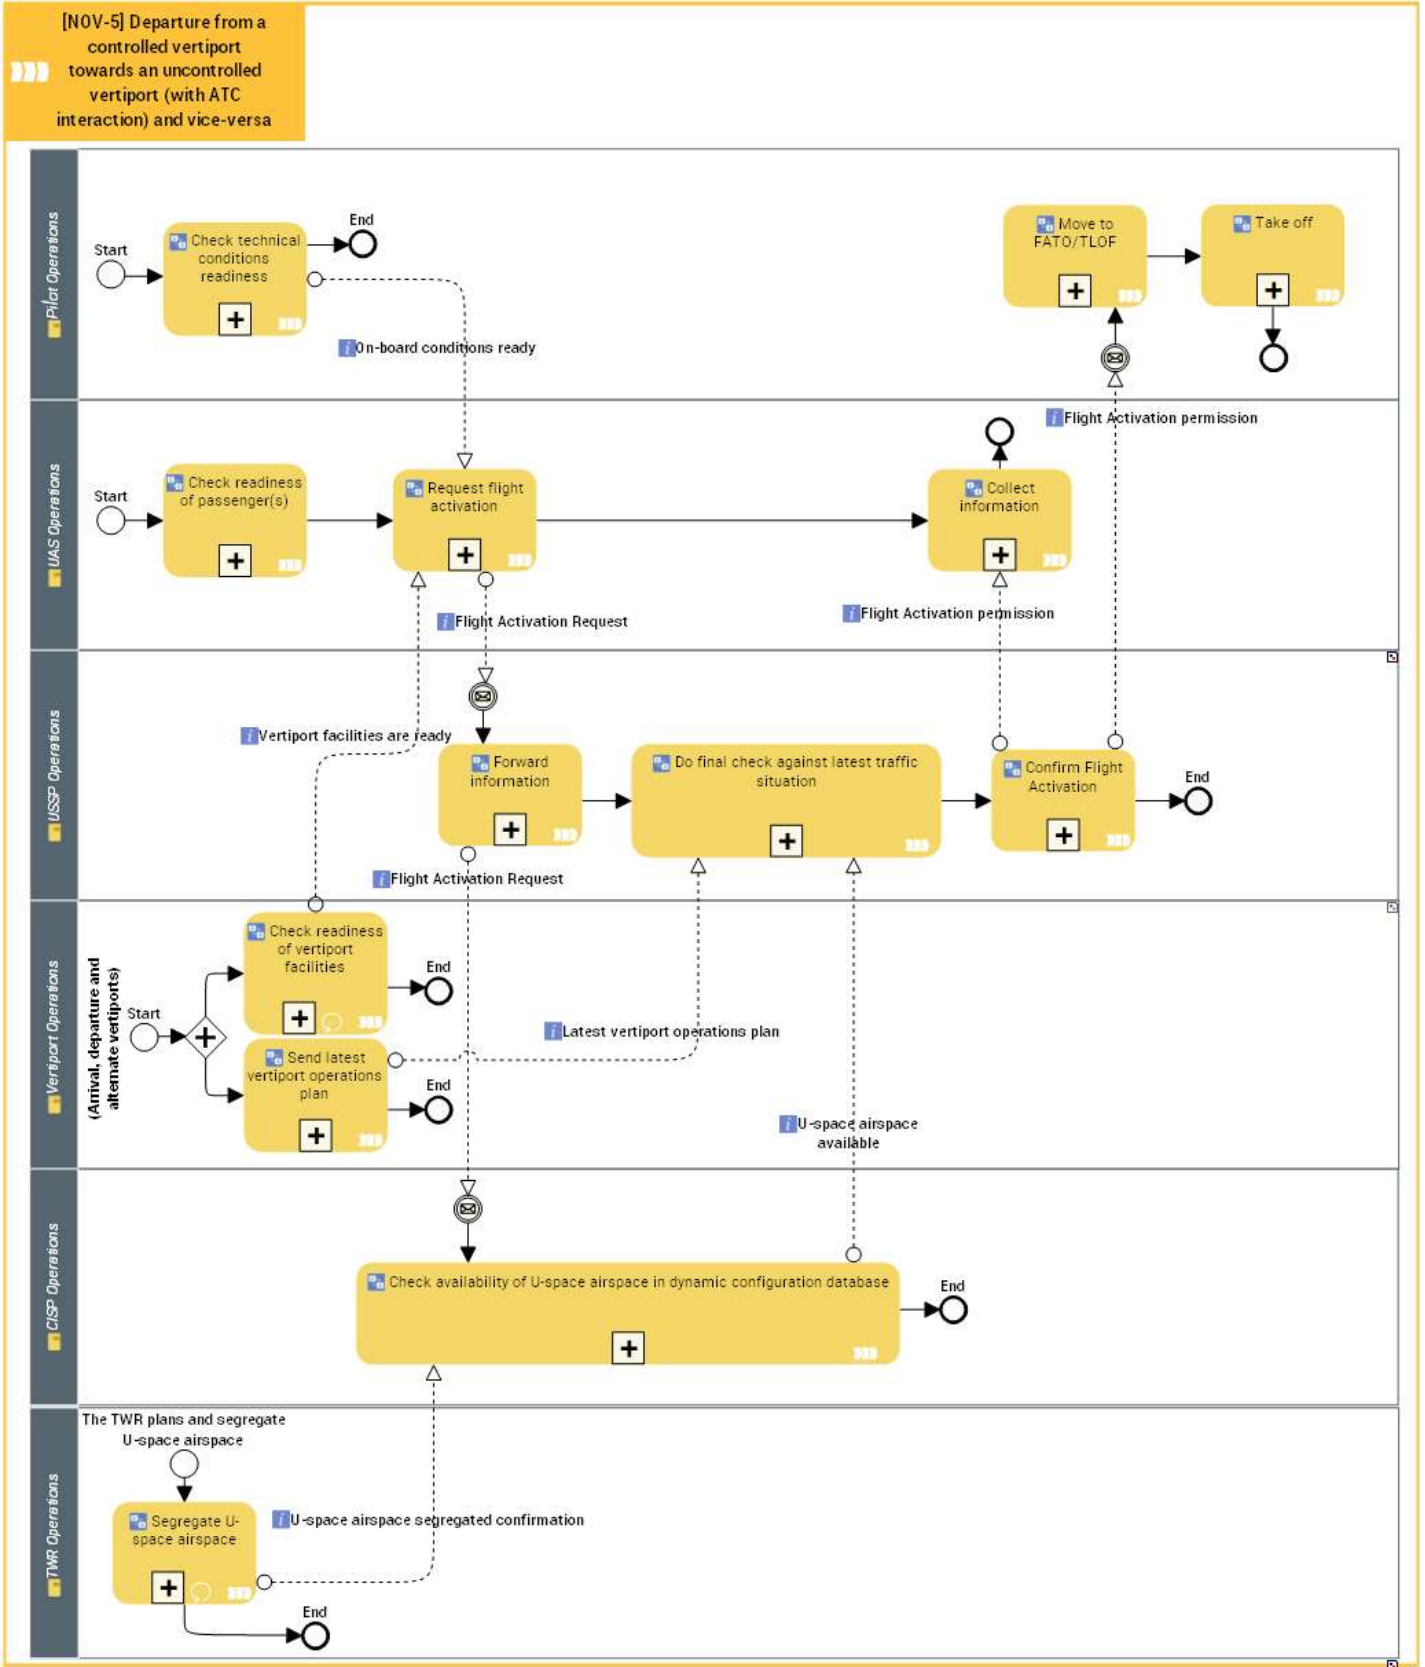 [NOV-5] Departure from a
controlled vertiport
towards an uncontrolled
vertiport (with ATC
interaction) and vice-versa
Pilot Operations
Start
Check technical
conditions
readiness
End
On-board conditions ready
Move to
FATO/TLOF
Take off
UAS Operations
Start
Check readiness
of passenger(s)
Request flight
activation
Collect
information
Flight Activation permission
Flight Activation Request
Flight Activation permission
USSP Operations
Vertiport facilities are ready
Forward
information
Do final check against latest traffic
situation
Confirm Flight
Activation
End
Flight Activation Request
Vertiport Operations
(Arrival, departure and
alternate vertiports)
Start
Check readiness
of vertiport
facilities
End
Send latest
vertiport operations
plan
End
Latest vertiport operations plan
U-space airspace
available
CISP Operations
Check availability of U-space airspace in dynamic configuration database
End
TWR Operations
The TWR plans and segregate
U-space airspace
Segregate U-
space airspace
U-space airspace segregated confirmation
End